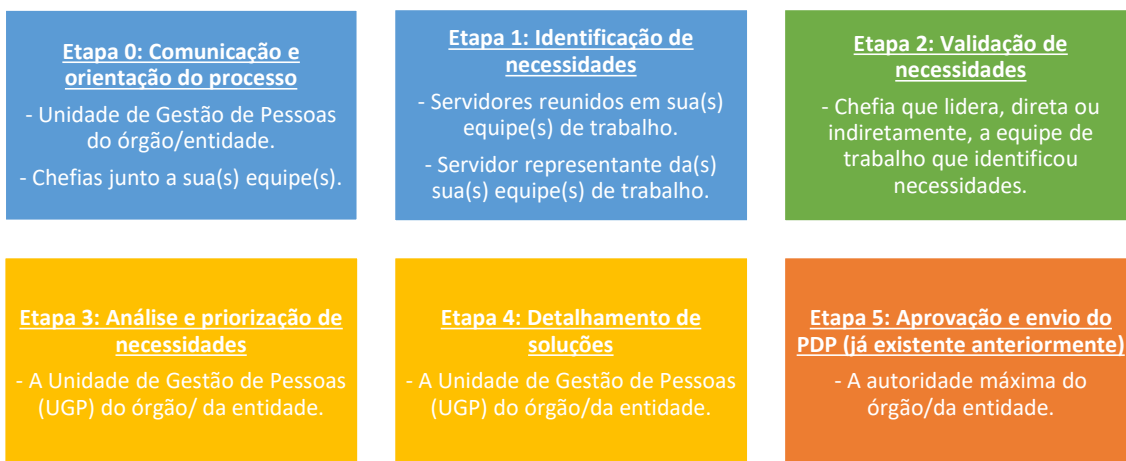 Etapa 0: Comunicação e
orientação do processo
- Unidade de Gestão de Pessoas
do órgão/entidade.
- Chefias junto a sua(s) equipe(s).
Etapa 1: Identificação de
necessidades
- Servidores reunidos em sua(s)
equipe(s) de trabalho.
- Servidor representante da(s)
sua(s) equipe(s) de trabalho.
Etapa 2: Validação de
necessidades
- Chefia que lidera, direta ou
indiretamente, a equipe de
trabalho que identificou
necessidades.
Etapa 3: Análise e priorização de
necessidades
- A Unidade de Gestão de Pessoas
(UGP) do órgão/ da entidade.
Etapa 4: Detalhamento de
soluções
- A Unidade de Gestão de Pessoas
(UGP) do órgão/da entidade.
Etapa 5: Aprovação e envio do
PDP (já existente anteriormente)
- A autoridade máxima do
órgão/da entidade.